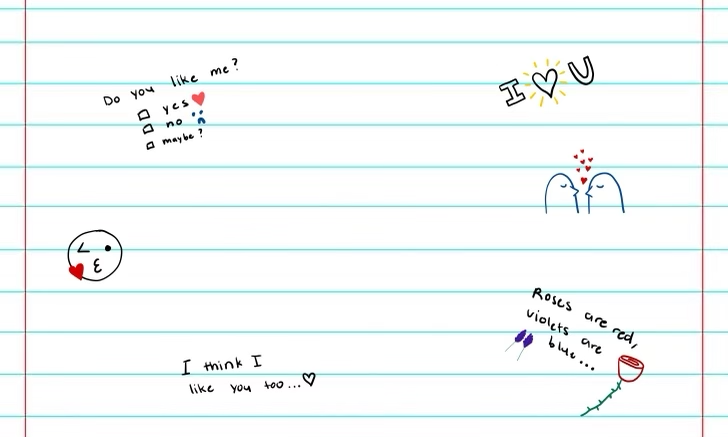 Do you like me?
yes
no
maybe?
I ♡ U
Roses are red,
violets are
blue...
I think I
like you too...♡